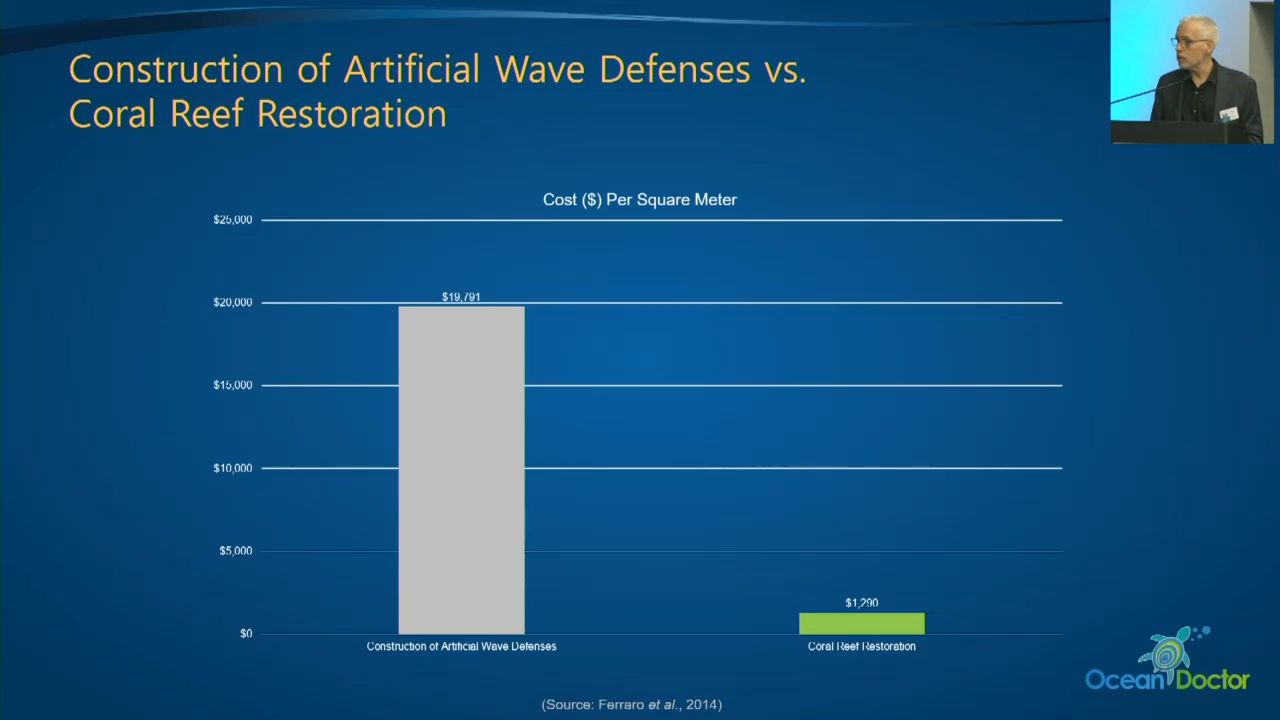 Construction of Artificial Wave Defenses vs.
Coral Reef Restoration
Cost ($) Per Square Meter
$25,000
$20,000
$15,000
$10,000
$5,000
$0
$19,791
$1,290
Construction of Artificial Wave Defenses
Coral Reef Restoration
(Source: Ferraro et al., 2014)
Ocean Doctor